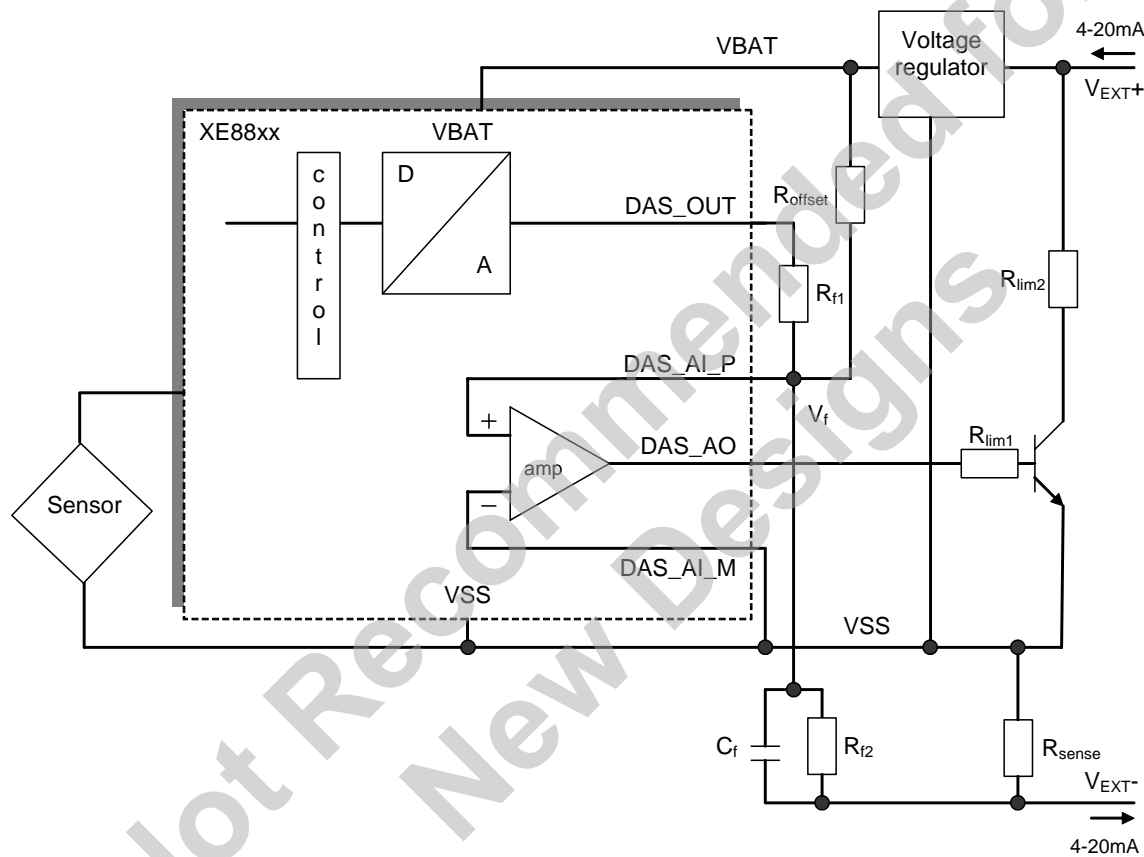 4-20mA
VBAT
Voltage
regulator
VEXT+
XE88xx
VBAT
control
D
A
DAS_OUT
Roffset
Rf1
Rlim2
DAS_AI_P
Vf
+
amp
−
DAS_AO
Rlim1
Sensor
DAS_AI_M
VSS
VSS
Cf
Rf2
Rsense
VEXT-
4-20mA
Not Recommended for
New Designs